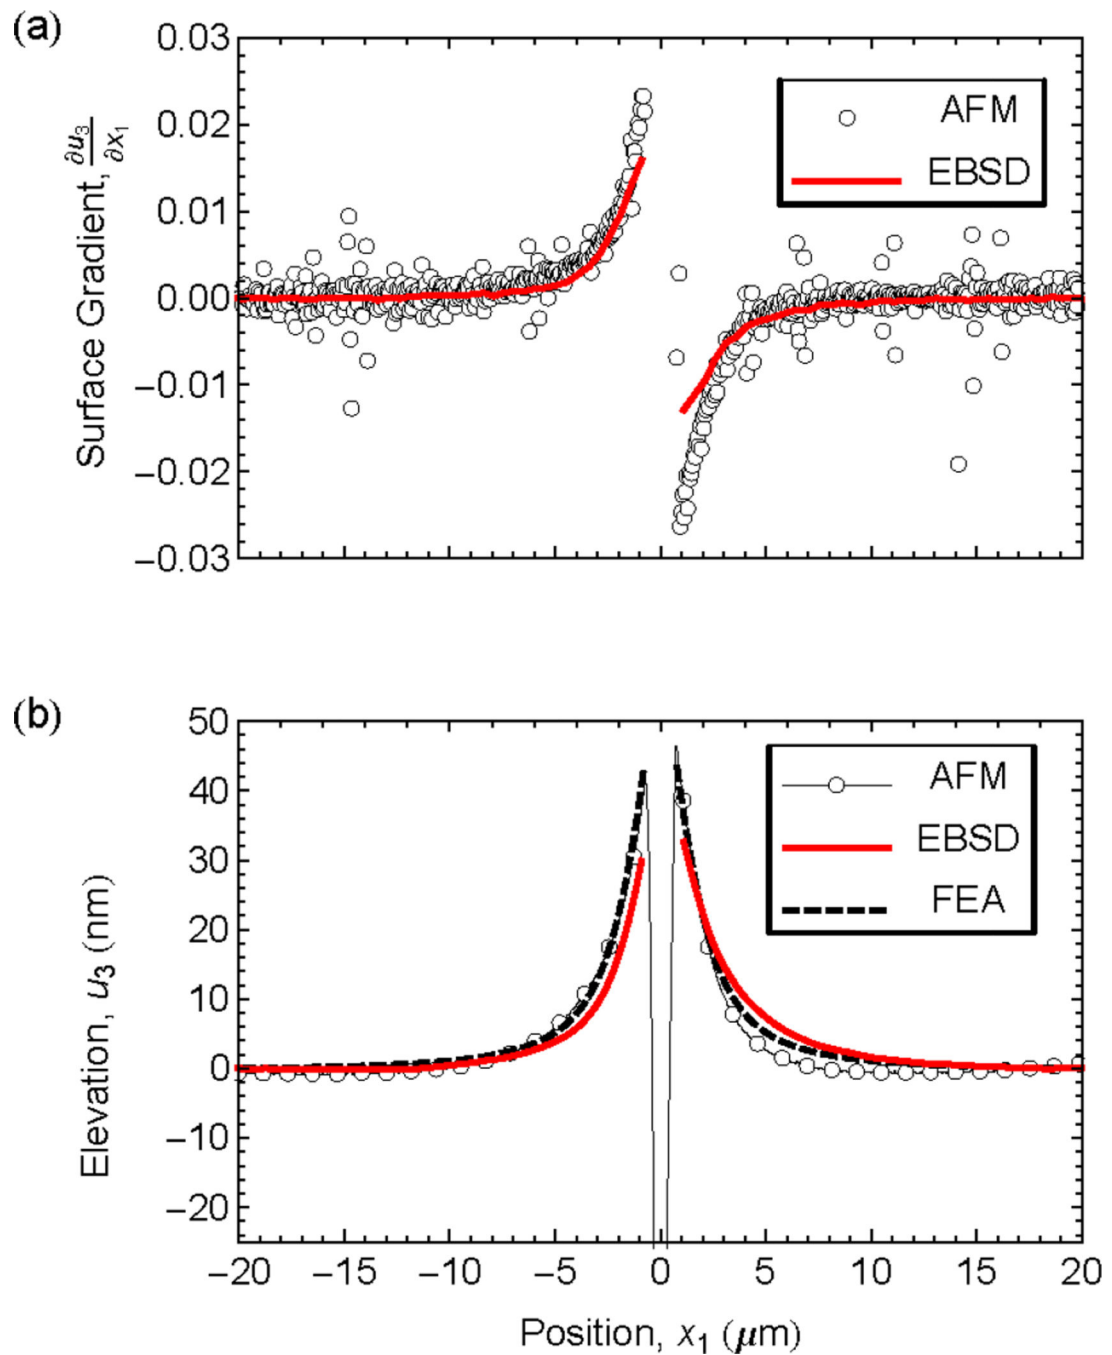 (a)
0.03
0.02
0.01
0.00
−0.01
−0.02
−0.03
Surface Gradient, ∂u₃/∂x₁
AFM
EBSD
(b)
50
40
30
20
10
0
−10
−20
Elevation, u₃ (nm)
AFM
EBSD
FEA
−20 −15 −10 −5 0 5 10 15 20
Position, x₁ (μm)